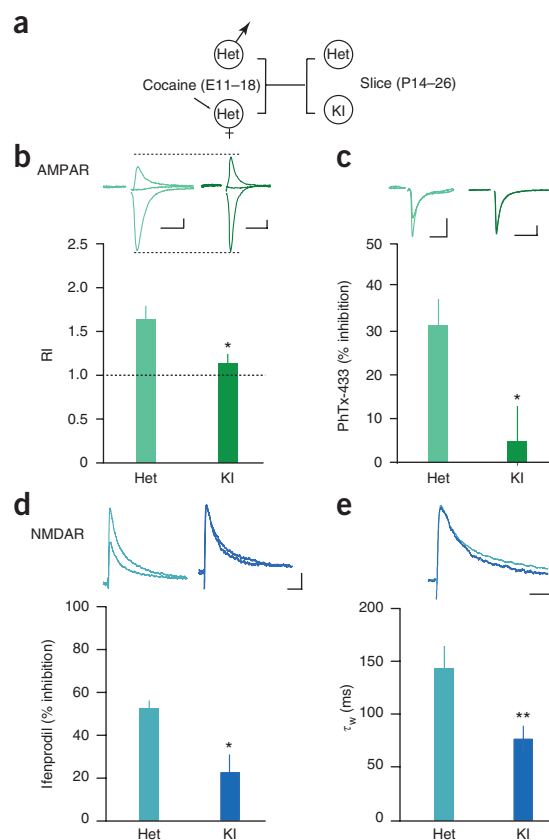 a
Het Het
Cocaine (E11–18) Slice (P14–26)
Het KI
b
AMPAR
2.5
2.0
1.5
1.0
0.5
0
RI
*
Het KI
c
50
40
30
20
10
0
PhTx-433 (% inhibition)
*
Het KI
d
NMDAR
100
80
60
40
20
0
Ifenprodil (% inhibition)
*
Het KI
e
200
150
100
50
0
τw (ms)
**
Het KI